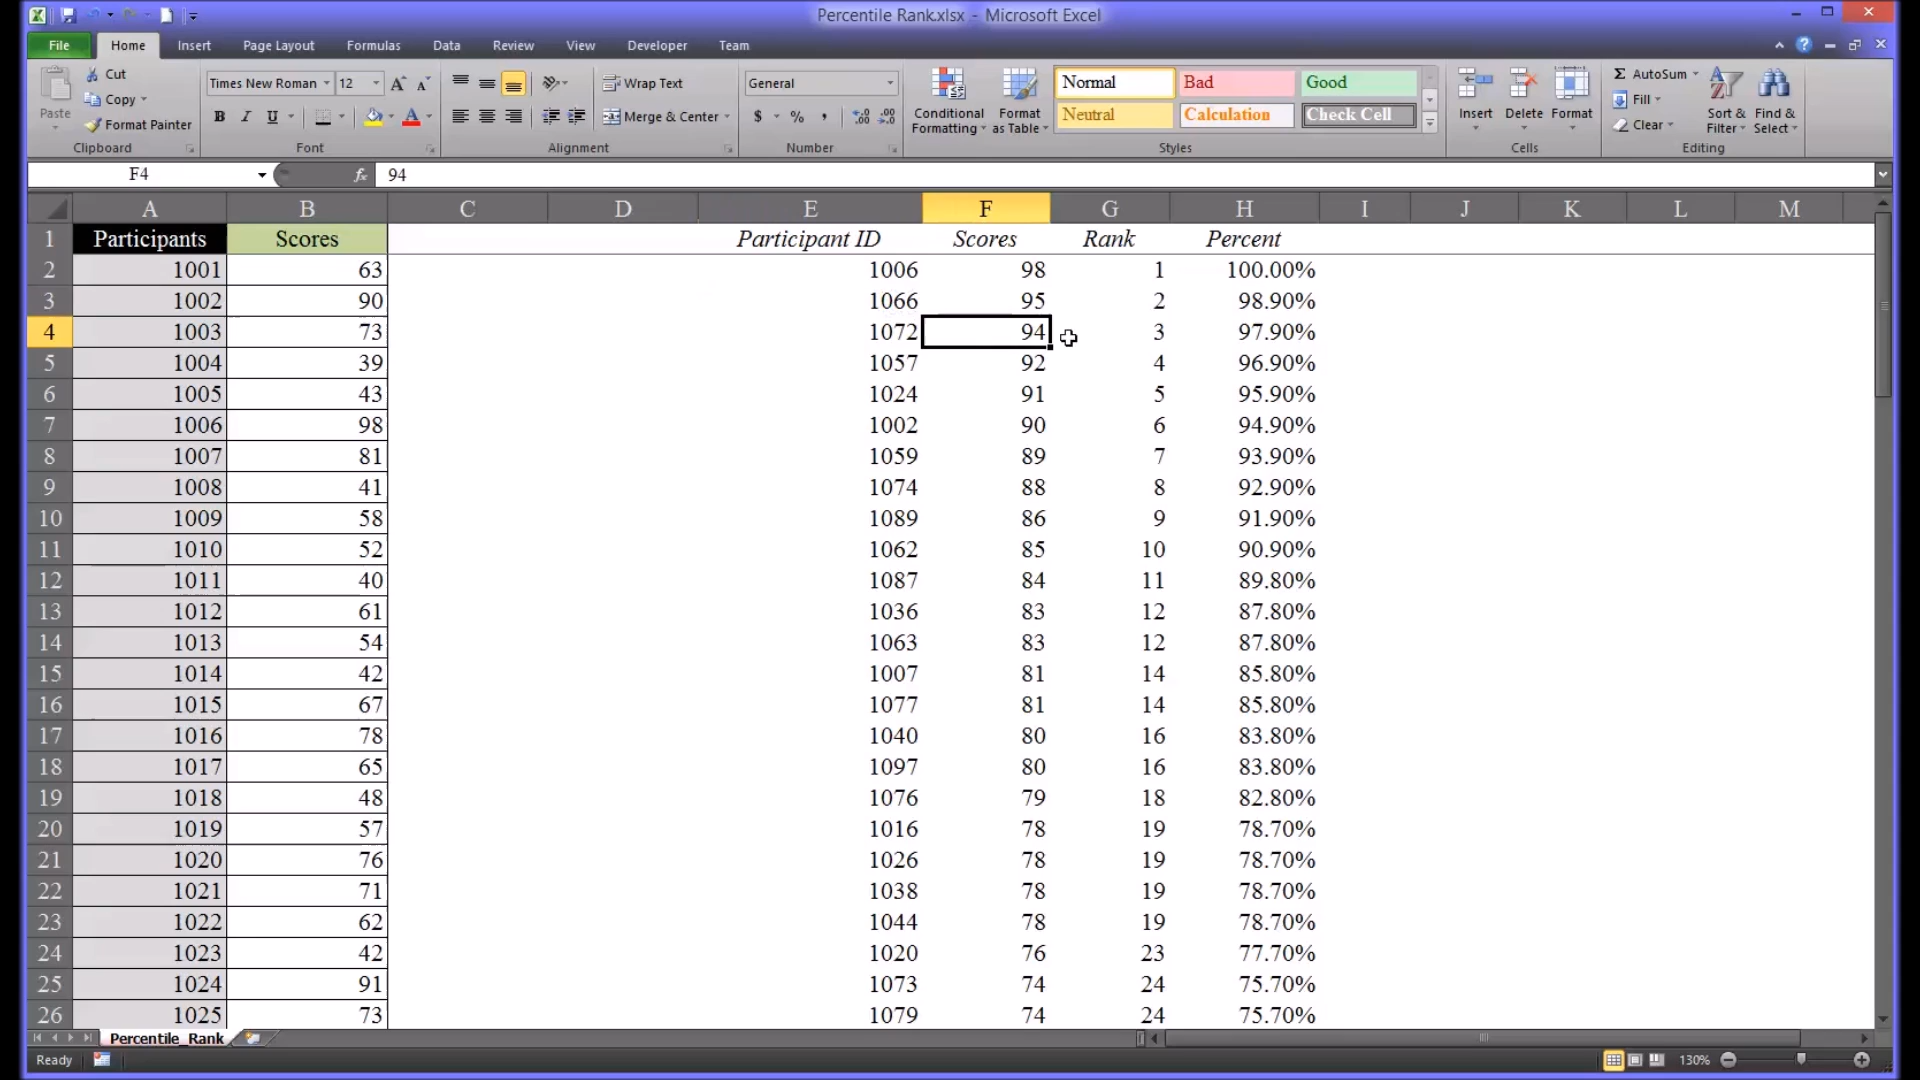 Percentile Rank.xlsx - Microsoft Excel
File Home Insert Page Layout Formulas Data Review View Developer Team
Paste
Cut
Copy
Format Painter
Clipboard
Times New Roman 12
B I U
Font
Wrap Text
Merge & Center
Alignment
General
$ % ,
Number
Conditional Formatting
Format as Table
Normal Bad Good
Neutral Calculation Check Cell
Styles
Insert Delete Format
Cells
Σ AutoSum
Fill
Clear
Sort & Filter
Find & Select
Editing
F4 fx 94
A B C D E F G H I J K L M
1 Participants Scores Participant ID Scores Rank Percent
2 1001 63 1006 98 1 100.00%
3 1002 90 1066 95 2 98.90%
4 1003 73 1072 94 3 97.90%
5 1004 39 1057 92 4 96.90%
6 1005 43 1024 91 5 95.90%
7 1006 98 1002 90 6 94.90%
8 1007 81 1059 89 7 93.90%
9 1008 41 1074 88 8 92.90%
10 1009 58 1089 86 9 91.90%
11 1010 52 1062 85 10 90.90%
12 1011 40 1087 84 11 89.80%
13 1012 61 1036 83 12 87.80%
14 1013 54 1063 83 12 87.80%
15 1014 42 1007 81 14 85.80%
16 1015 67 1077 81 14 85.80%
17 1016 78 1040 80 16 83.80%
18 1017 65 1097 80 16 83.80%
19 1018 48 1076 79 18 82.80%
20 1019 57 1016 78 19 78.70%
21 1020 76 1026 78 19 78.70%
22 1021 71 1038 78 19 78.70%
23 1022 62 1044 78 19 78.70%
24 1023 42 1020 76 23 77.70%
25 1024 91 1073 74 24 75.70%
26 1025 73 1079 74 24 75.70%
Percentile_Rank
Ready 130%